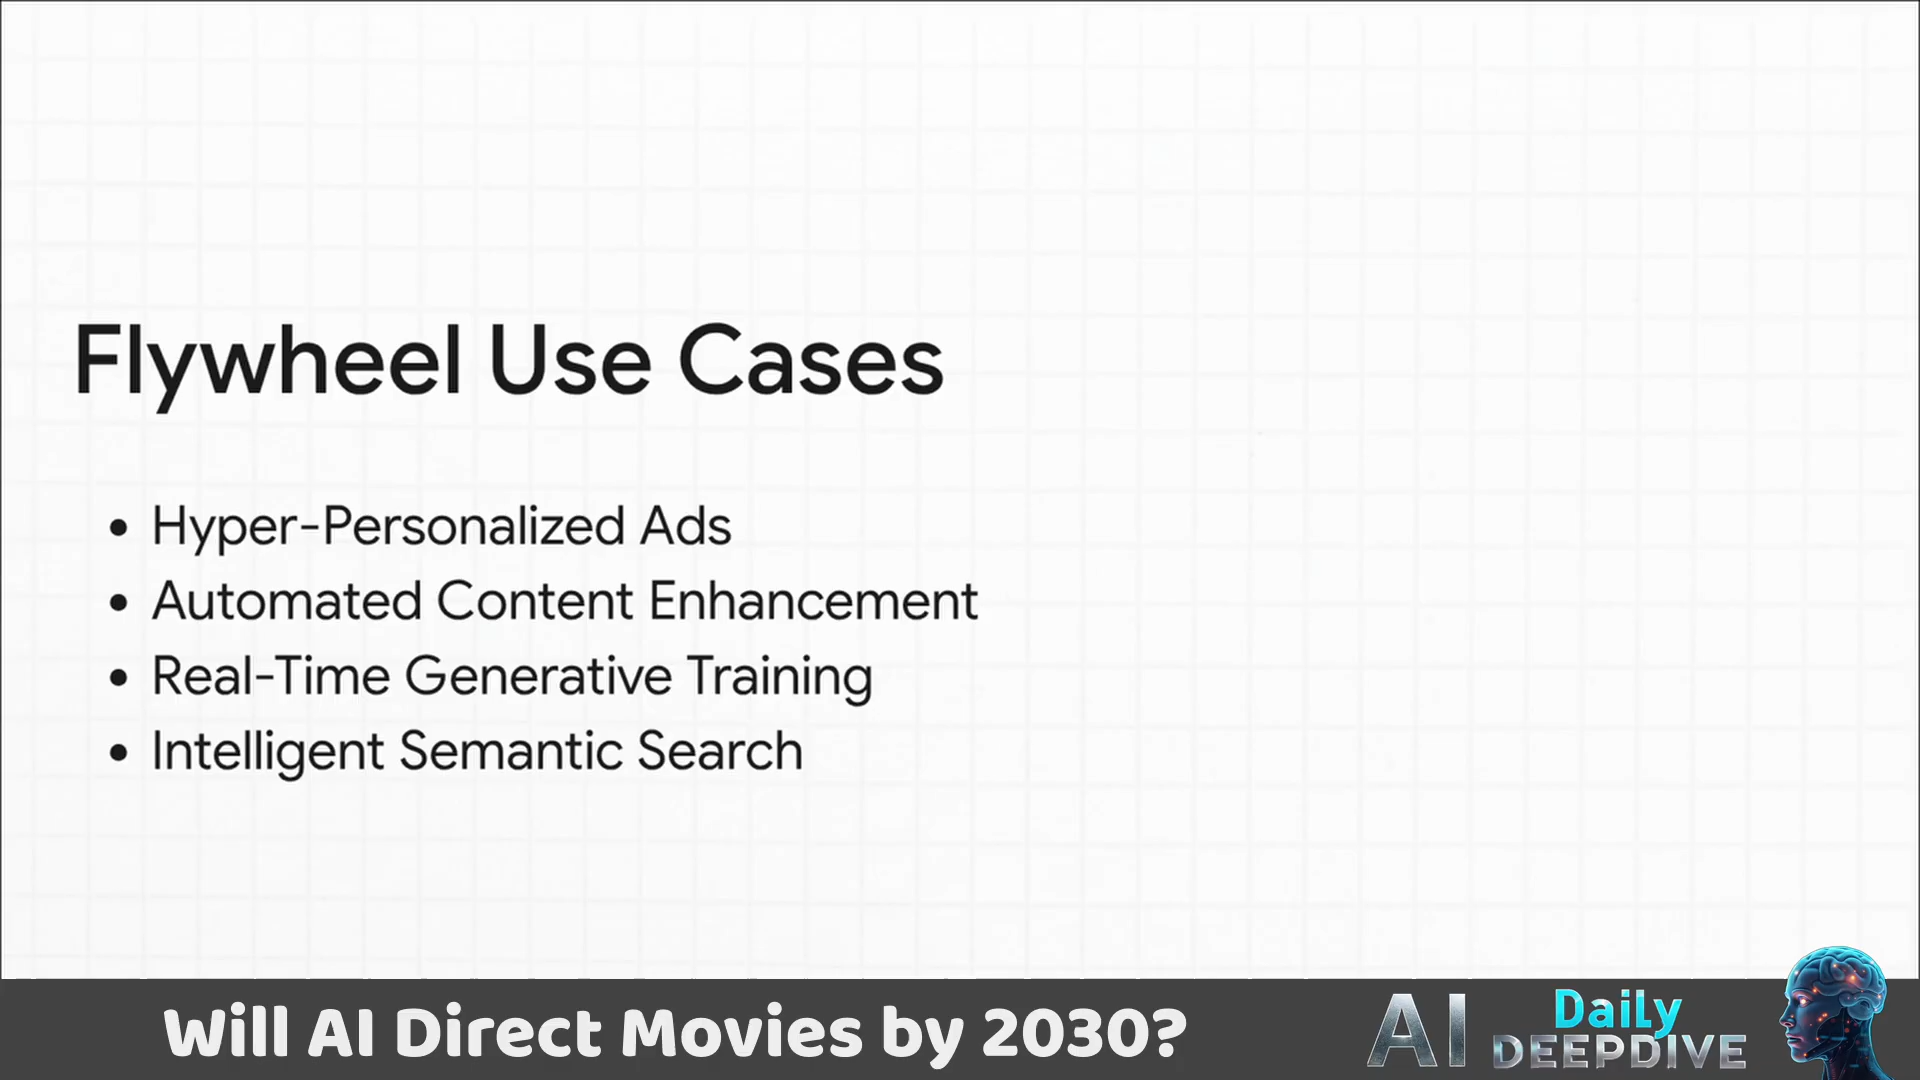 Flywheel Use Cases
• Hyper-Personalized Ads
• Automated Content Enhancement
• Real-Time Generative Training
• Intelligent Semantic Search
Will AI Direct Movies by 2030?
AI Daily
DEEPDIVE